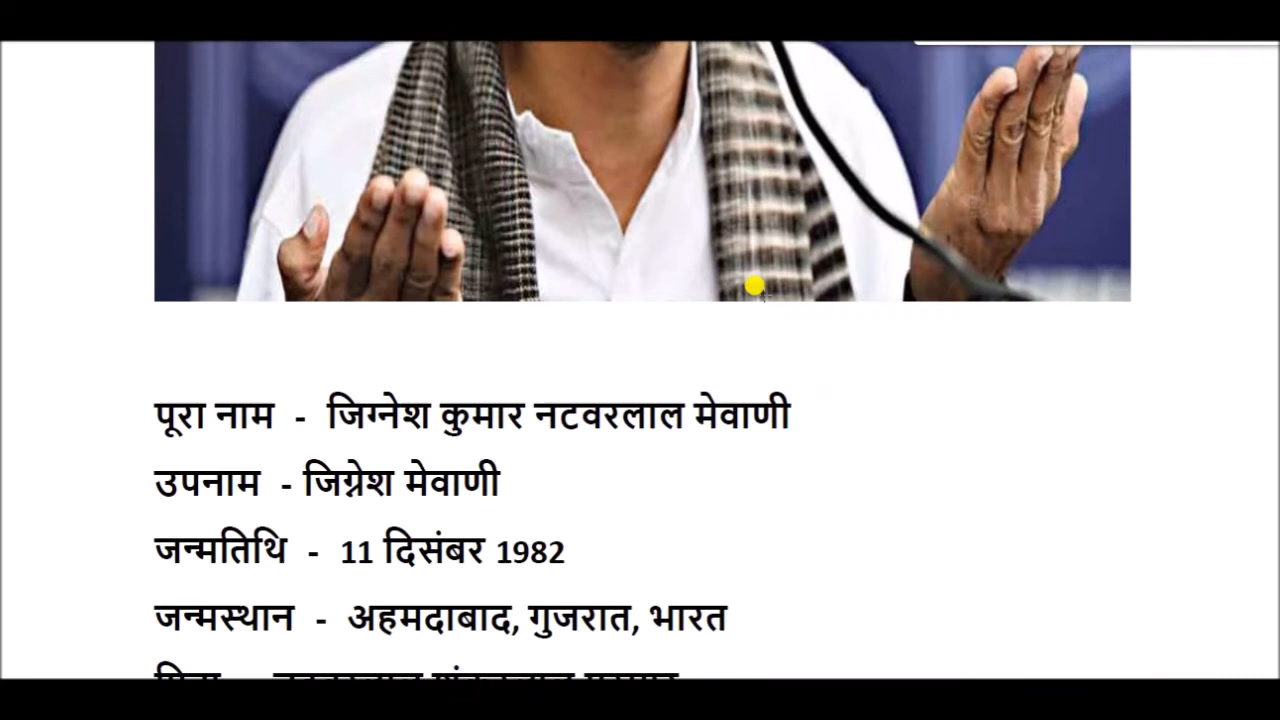 पूरा नाम - जिग्नेश कुमार नटवरलाल मेवाणी
उपनाम - जिग्नेश मेवाणी
जन्मतिथि - 11 दिसंबर 1982
जन्मस्थान - अहमदाबाद, गुजरात, भारत